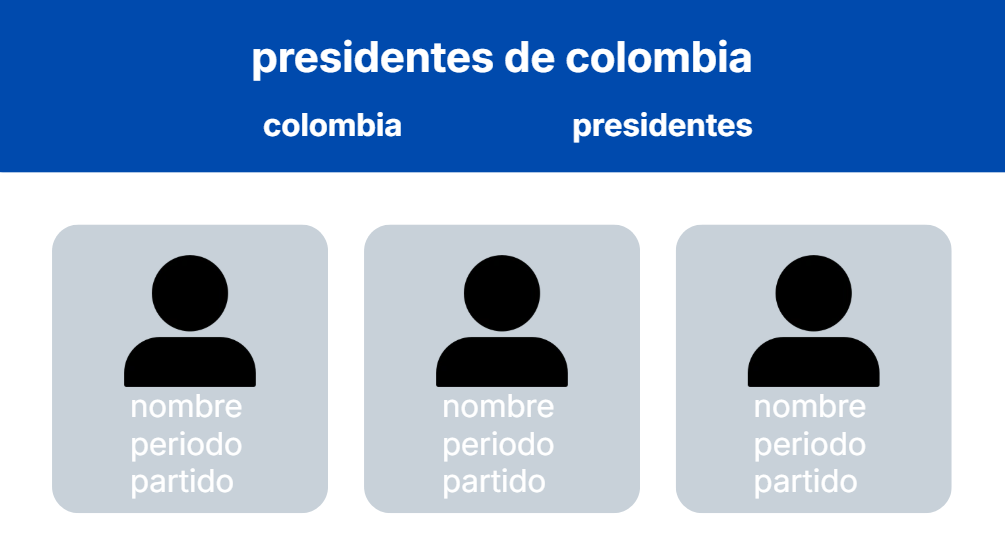 presidentes de colombia
colombia presidentes
nombre
periodo
partido
nombre
periodo
partido
nombre
periodo
partido